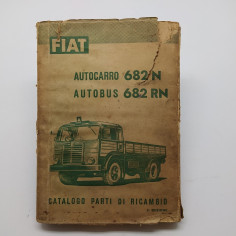 FIAT
AUTOCARRO 682/N
AUTOBUS 682 RN
CATALOGO PARTI DI RICAMBIO